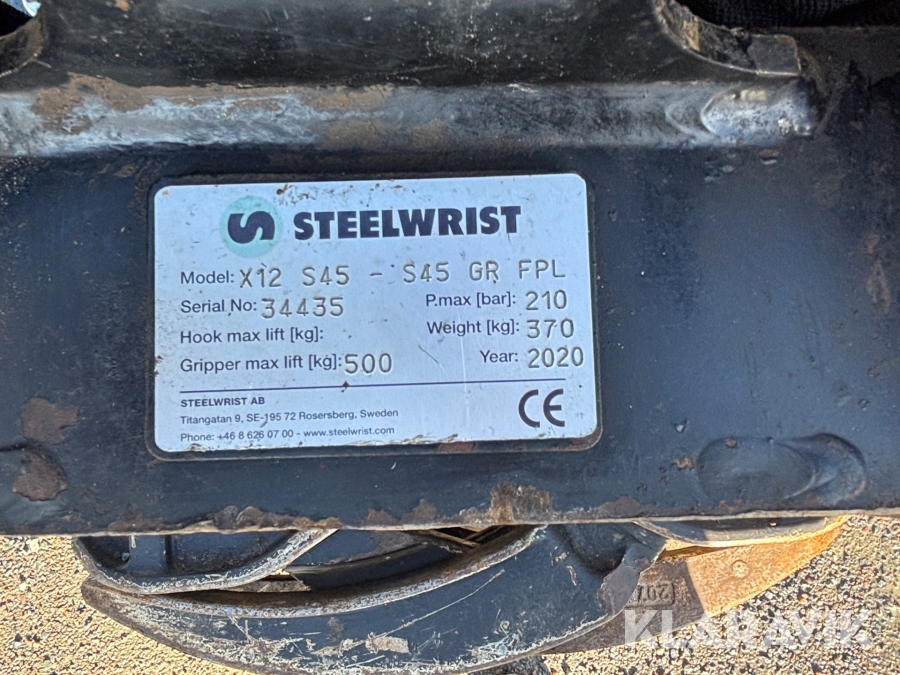 STEELWRIST
Model: X12 S45 - S45 GR FPL
Serial No: 34435 P.max [bar]: 210
Hook max lift [kg]: Weight [kg]: 370
Gripper max lift [kg]: 500 Year: 2020
STEELWRIST AB
Titangatan 9, SE-195 72 Rosersberg, Sweden
Phone: +46 8 626 07 00 - www.steelwrist.com
CE
KLARAVIK